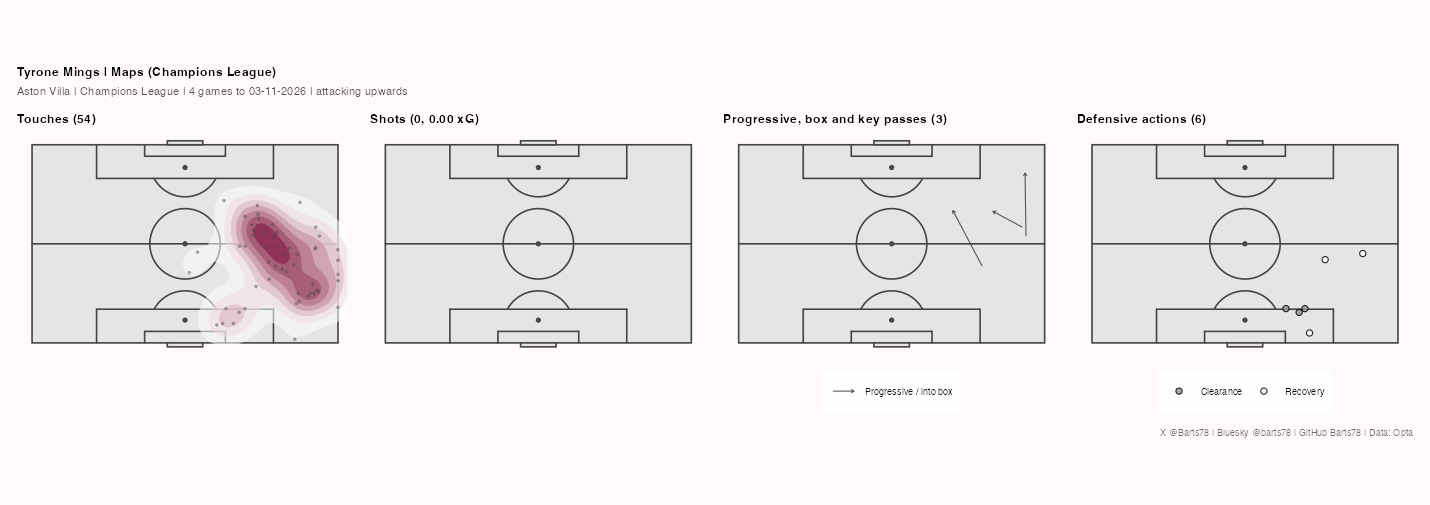 Tyrone Mings | Maps (Champions League)
Aston Villa | Champions League | 4 games to 03-11-2026 | attacking upwards
Touches (54)
Shots (0, 0.00 xG)
Progressive, box and key passes (3)
Defensive actions (6)
Progressive / into box
Clearance
Recovery
X @Barts78 | Bluesky @barts78 | GitHub Barts78 | Data: Opta